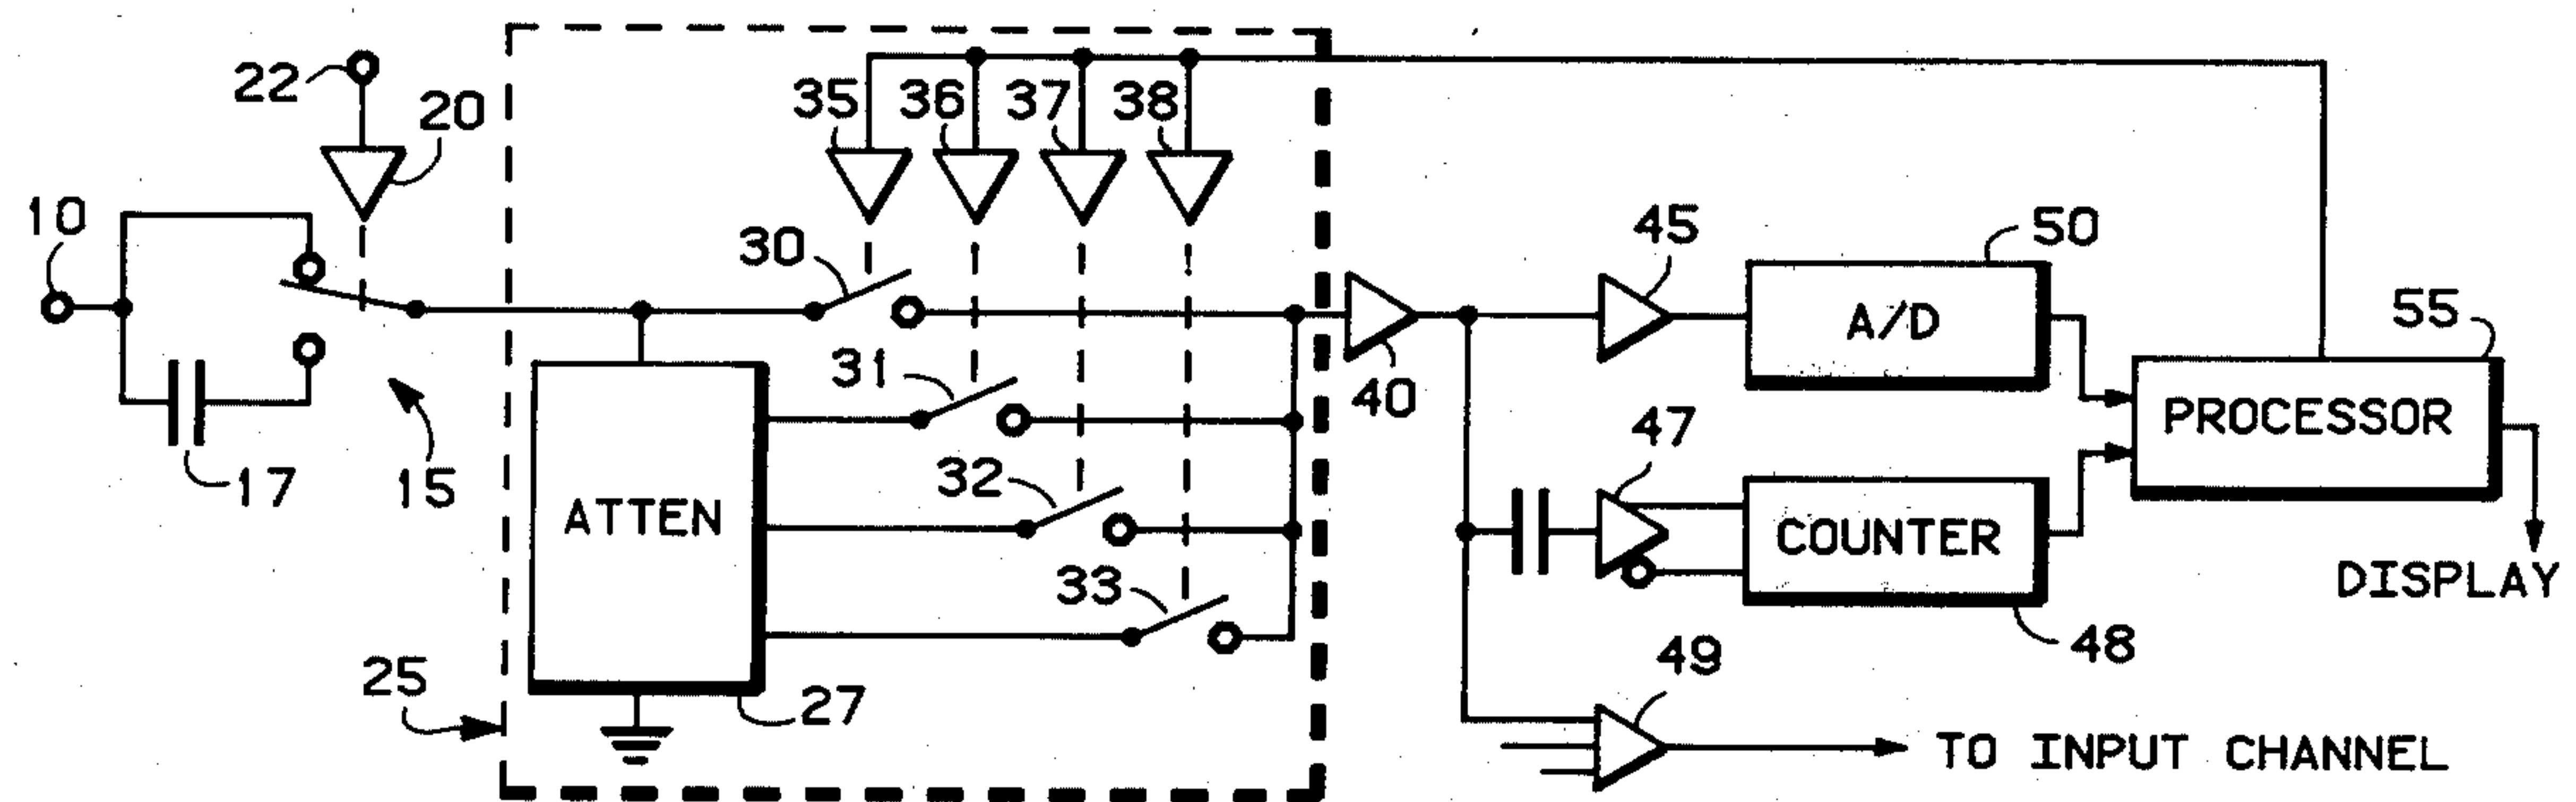 22
20
35 36 37 38
10
30
45
50
A/D
55
31
40
PROCESSOR
47
17
15
32
ATTEN
COUNTER
DISPLAY
33
48
49
25
27
TO INPUT CHANNEL